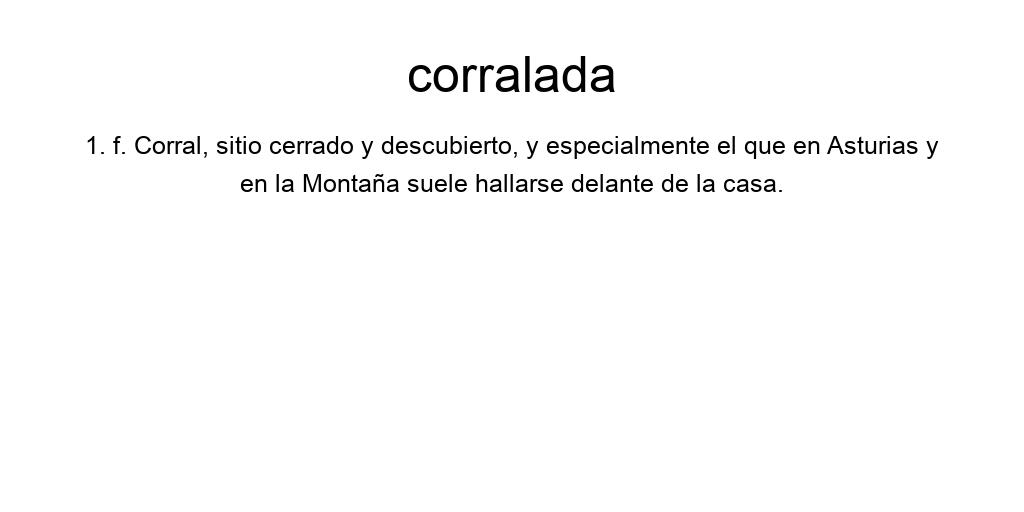 corralada
1. f. Corral, sitio cerrado y descubierto, y especialmente el que en Asturias y
en la Montaña suele hallarse delante de la casa.